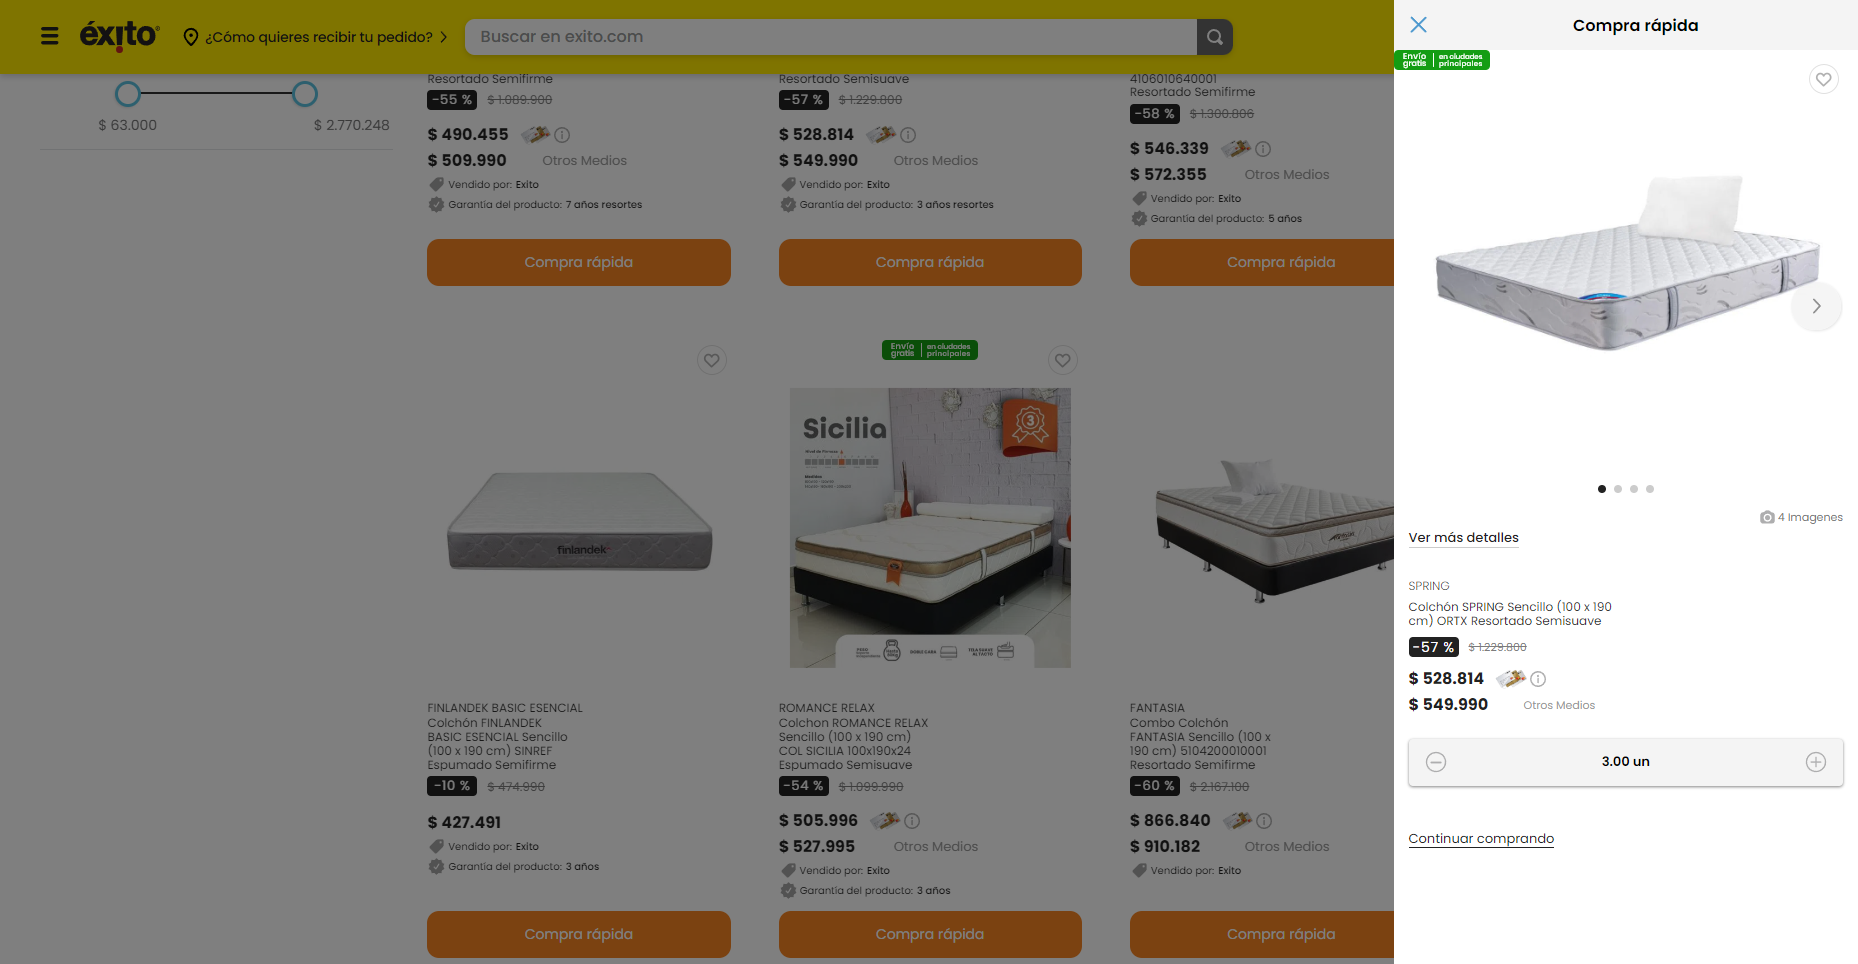 éxito
¿Cómo quieres recibir tu pedido?
Buscar en exito.com
$ 63.000
$ 2.770.248
Resortado Semifirme
-55 %
$ 1.089.900
$ 490.455
$ 509.990
Otros Medios
Vendido por: Exito
Garantía del producto: 7 años resortes
Compra rápida
Resortado Semisuave
-57 %
$ 1.229.800
$ 528.814
$ 549.990
Otros Medios
Vendido por: Exito
Garantía del producto: 3 años resortes
Compra rápida
4106010640001
Resortado Semifirme
-58 %
$ 1.300.806
$ 546.339
$ 572.355
Otros Medios
Vendido por: Exito
Garantía del producto: 5 años
Compra rápida
finlandek
FINLANDEK BASIC ESENCIAL
Colchón FINLANDEK
BASIC ESENCIAL Sencillo
(100 x 190 cm) SINREF
Espumado Semifirme
-10 %
$ 474.990
$ 427.491
Vendido por: Exito
Garantía del producto: 3 años
Compra rápida
Envío gratis
en ciudades principales
Sicilia
3
ROMANCE RELAX
Colchon ROMANCE RELAX
Sencillo (100 x 190 cm)
COL SICILIA 100x190x24
Espumado Semisuave
-54 %
$ 1.099.990
$ 505.996
$ 527.995
Otros Medios
Vendido por: Exito
Garantía del producto: 3 años
Compra rápida
FANTASIA
Combo Colchón
FANTASIA Sencillo (100 x
190 cm) 5104200010001
Resortado Semifirme
-60 %
$ 2.167.100
$ 866.840
$ 910.182
Otros Medios
Vendido por: Exito
Compra rápida
Compra rápida
Envío gratis
en ciudades principales
4 Imagenes
Ver más detalles
SPRING
Colchón SPRING Sencillo (100 x 190
cm) ORTX Resortado Semisuave
-57 %
$ 1.229.800
$ 528.814
$ 549.990
Otros Medios
3.00 un
Continuar comprando